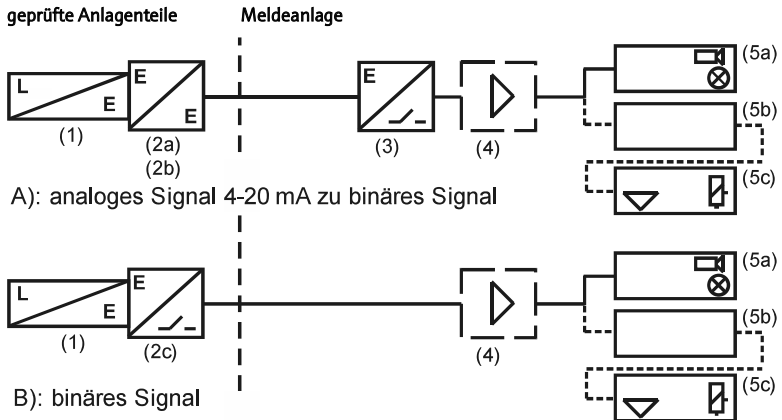 geprüfte Anlagenteile Meldeanlage
L E E E E
(1) (2a) (3) (4) (5a)
(2b) (5b)
(5c)
A): analoges Signal 4-20 mA zu binäres Signal
L E E
(1) (2c) (4) (5a)
(5b)
(5c)
B): binäres Signal